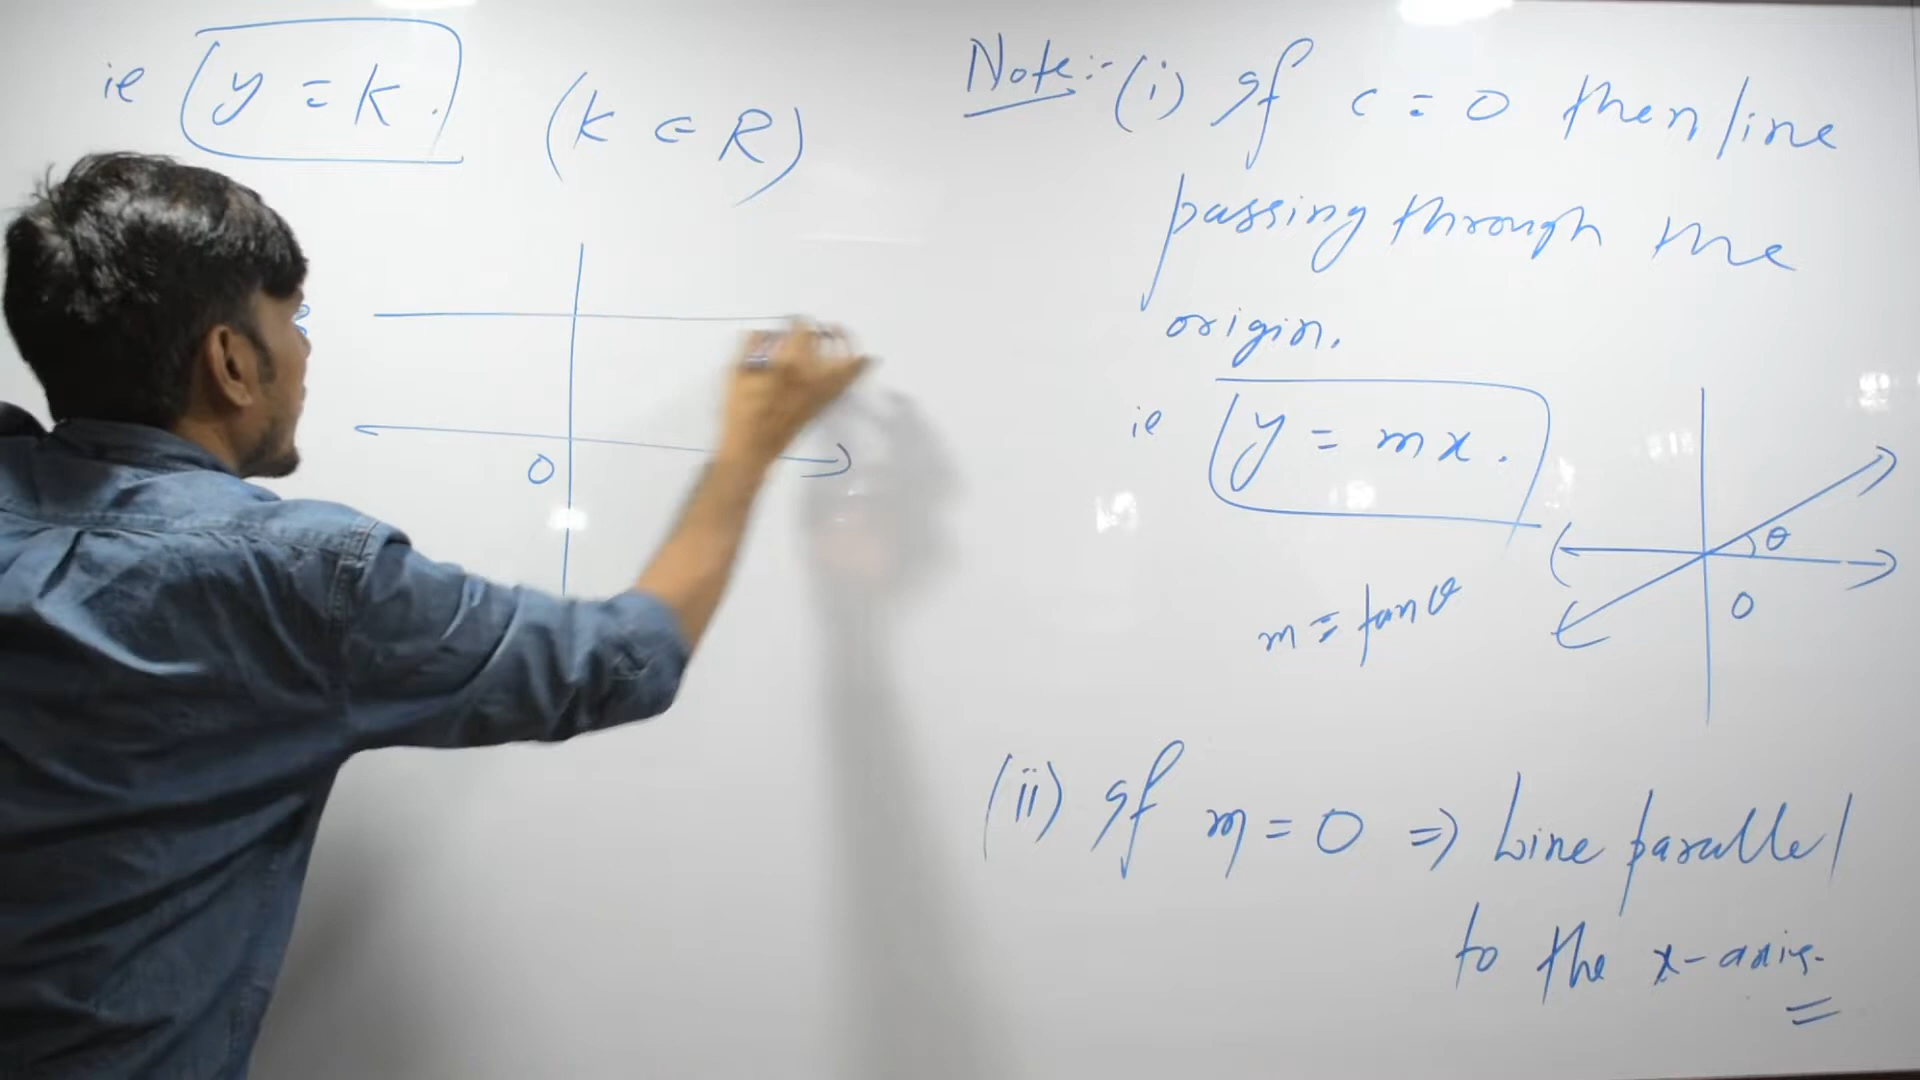 ie y = k. (k ∈ R)
O
Note:- (i) If c = 0 then line
passing through the
origin.
ie y = mx.
θ
O
m = tanθ
(ii) If m = 0 ⇒ Line parallel
to the x-axis.